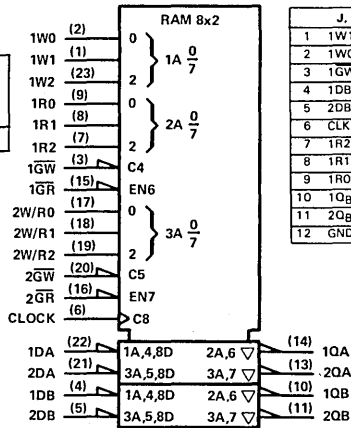 RAM 8x2
1W0 (2) 0
1W1 (1) 1A 0/7
1W2 (23) 2
1R0 (9) 0
1R1 (8) 2A 0/7
1R2 (7) 2
1G̅W̅ (3) C4
1G̅R̅ (15) EN6
2W/R0 (17) 0
2W/R1 (18) 3A 0/7
2W/R2 (19) 2
2G̅W̅ (20) C5
2G̅R̅ (16) EN7
CLOCK (6) C8
1DA (22) 1A,4,8D 2A,6 ▽ (14) 1QA
2DA (21) 3A,5,8D 3A,7 ▽ (13) 2QA
1DB (4) 1A,4,8D 2A,6 ▽ (10) 1QB
2DB (5) 3A,5,8D 3A,7 ▽ (11) 2QB
J,
1 1W1
2 1W0
3 1G̅W̅
4 1DB
5 2DB
6 CLK
7 1R2
8 1R1
9 1R0
10 1QB
11 2QB
12 GND